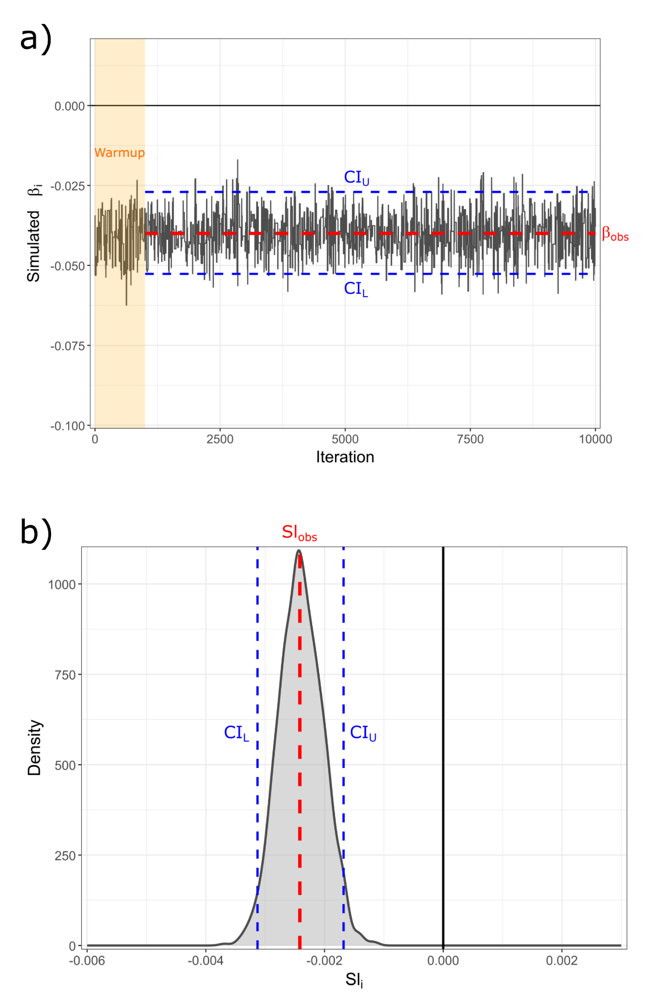 a)
0.000
Warmup
-0.025
CIU
Simulated βi
βobs
-0.050
CIL
-0.075
-0.100
0 2500 5000 7500 10000
Iteration
b)
SIobs
1000
750
CIL CIU
Density
500
250
0
-0.006 -0.004 -0.002 0.000 0.002
SIi